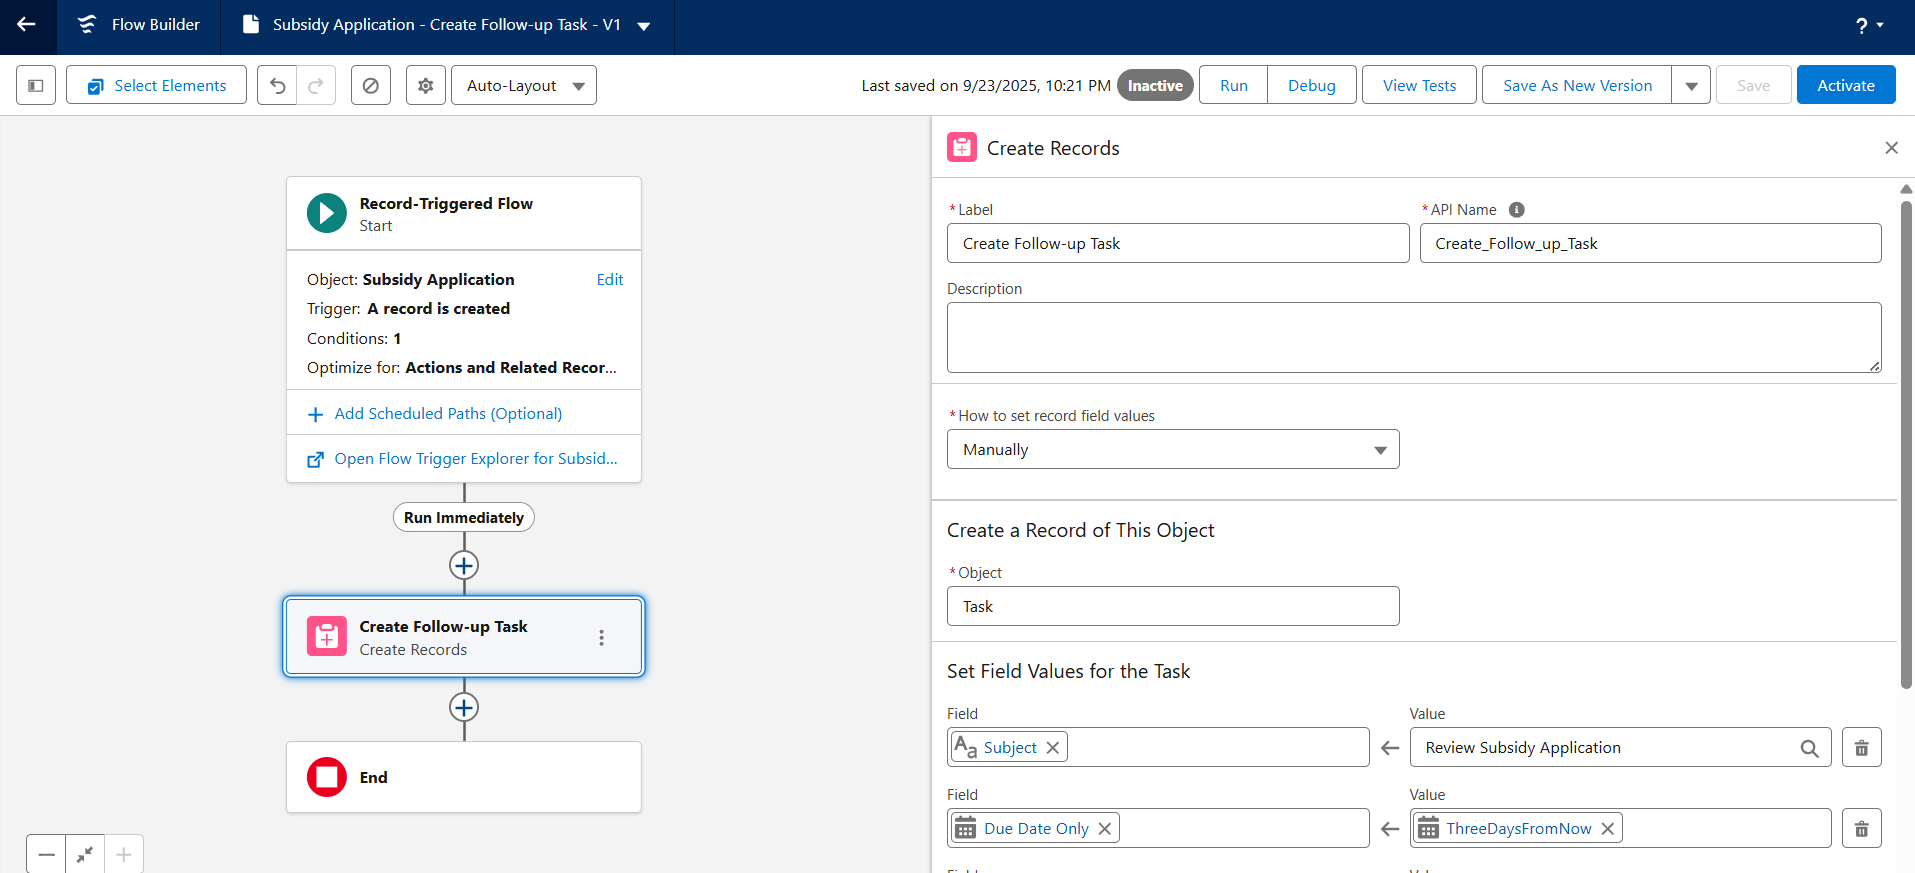 Flow Builder
Subsidy Application - Create Follow-up Task - V1
?
Select Elements
Auto-Layout
Last saved on 9/23/2025, 10:21 PM
Inactive
Run
Debug
View Tests
Save As New Version
Save
Activate
Record-Triggered Flow
Start
Object: Subsidy Application
Edit
Trigger: A record is created
Conditions: 1
Optimize for: Actions and Related Recor...
Add Scheduled Paths (Optional)
Open Flow Trigger Explorer for Subsid...
Run Immediately
Create Follow-up Task
Create Records
End
Create Records
*Label
*API Name
Create Follow-up Task
Create_Follow_up_Task
Description
*How to set record field values
Manually
Create a Record of This Object
*Object
Task
Set Field Values for the Task
Field
Value
Aa Subject
Review Subsidy Application
Field
Value
Due Date Only
ThreeDaysFromNow